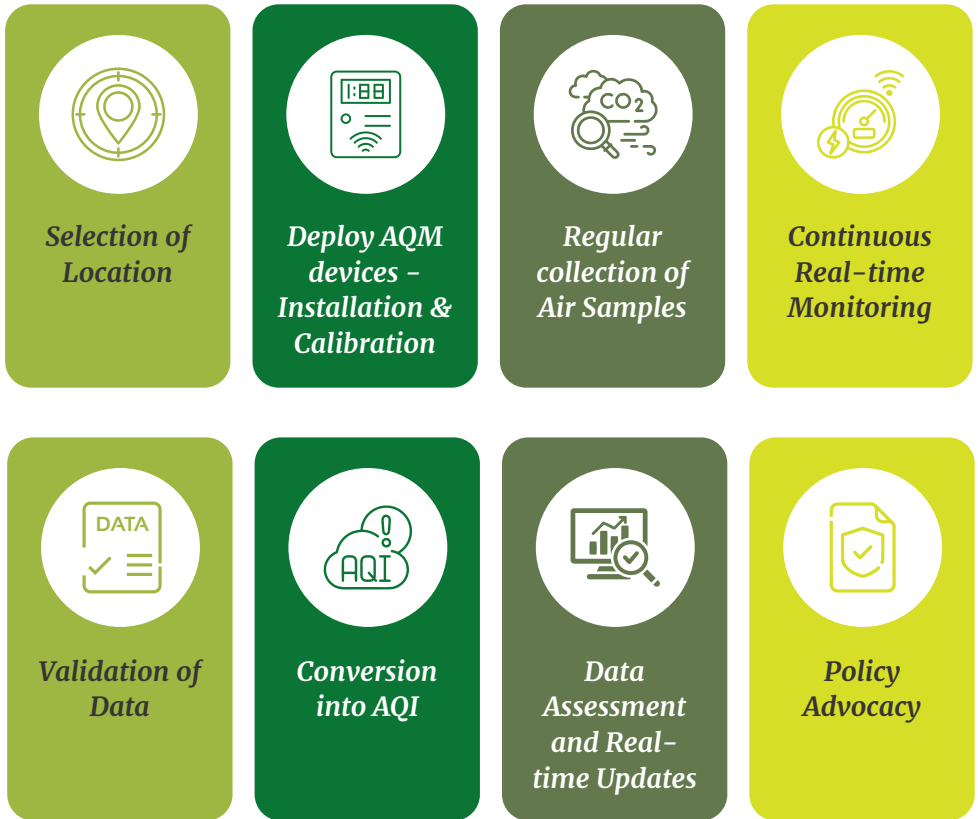 Selection of
Location
1:88
Deploy AQM
devices –
Installation &
Calibration
CO2
Regular
collection of
Air Samples
Continuous
Real-time
Monitoring
DATA
Validation of
Data
AQI
Conversion
into AQI
Data
Assessment
and Real-
time Updates
Policy
Advocacy